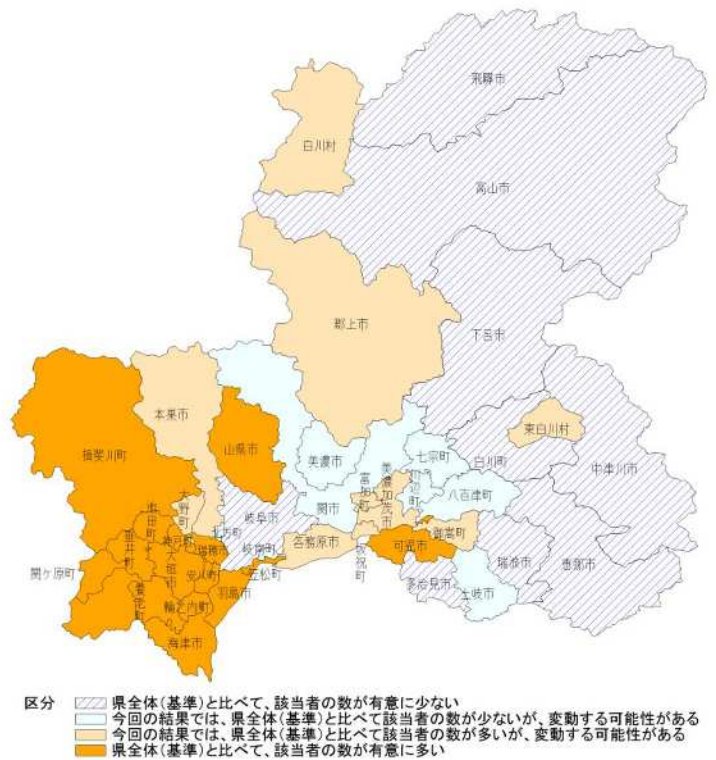 飛騨市
白川村
高山市
郡上市
下呂市
本巣市
東白川村
揖斐川町
山県市
美濃市
七宗町
白川町
中津川市
富加町
美濃加茂市
川辺町
八百津町
大野町
関市
池田町
岐阜市
北方町
御嵩町
垂井町
神戸町
瑞穂市
各務原市
可児市
瑞浪市
恵那市
大垣市
岐南町
坂祝町
関ケ原町
安八町
笠松町
多治見市
土岐市
養老町
輪之内町
羽島市
海津市
区分
県全体(基準)と比べて、該当者の数が有意に少ない
今回の結果では、県全体(基準)と比べて該当者の数が少ないが、変動する可能性がある
今回の結果では、県全体(基準)と比べて該当者の数が多いが、変動する可能性がある
県全体(基準)と比べて、該当者の数が有意に多い